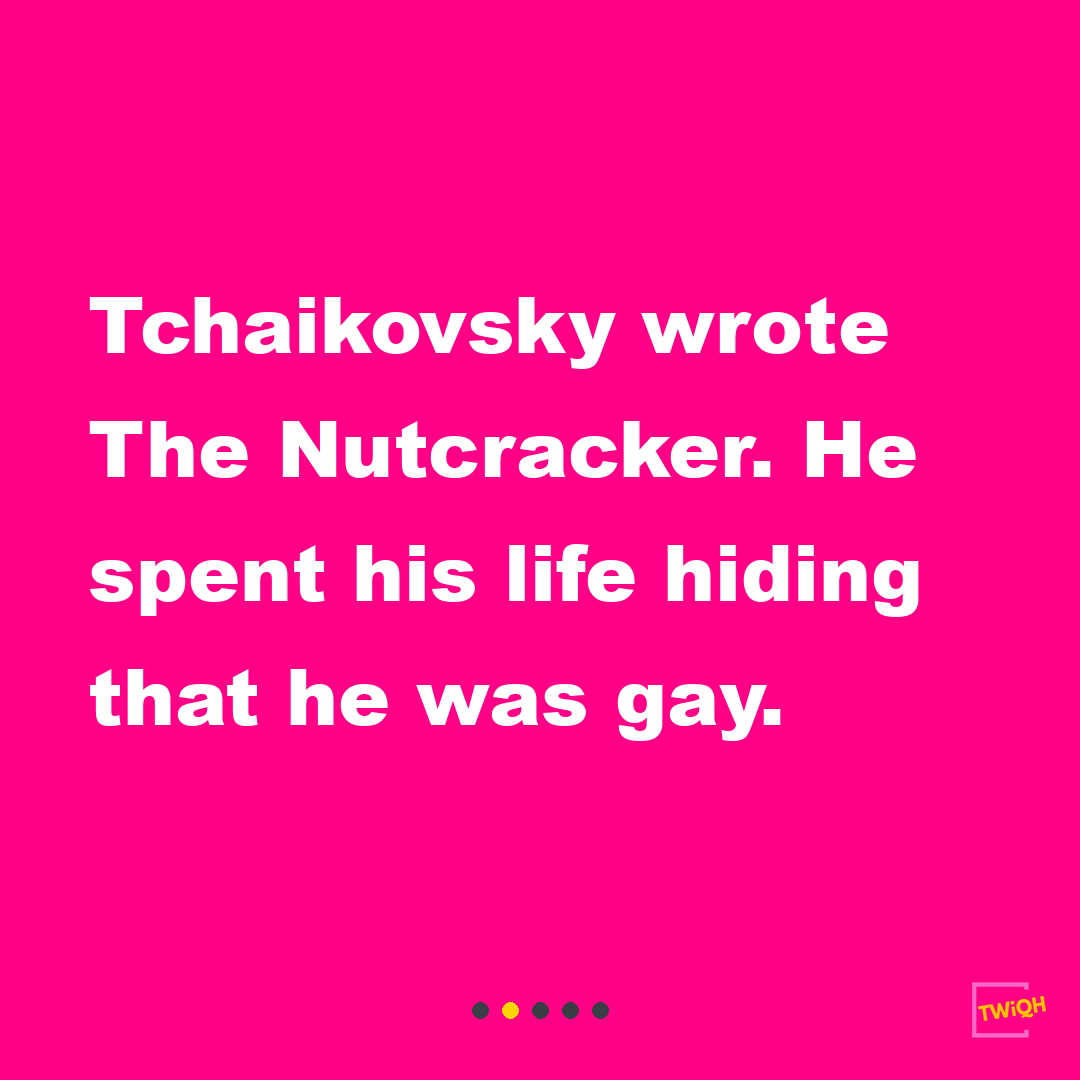 Tchaikovsky wrote
The Nutcracker. He
spent his life hiding
that he was gay.
TWiQH